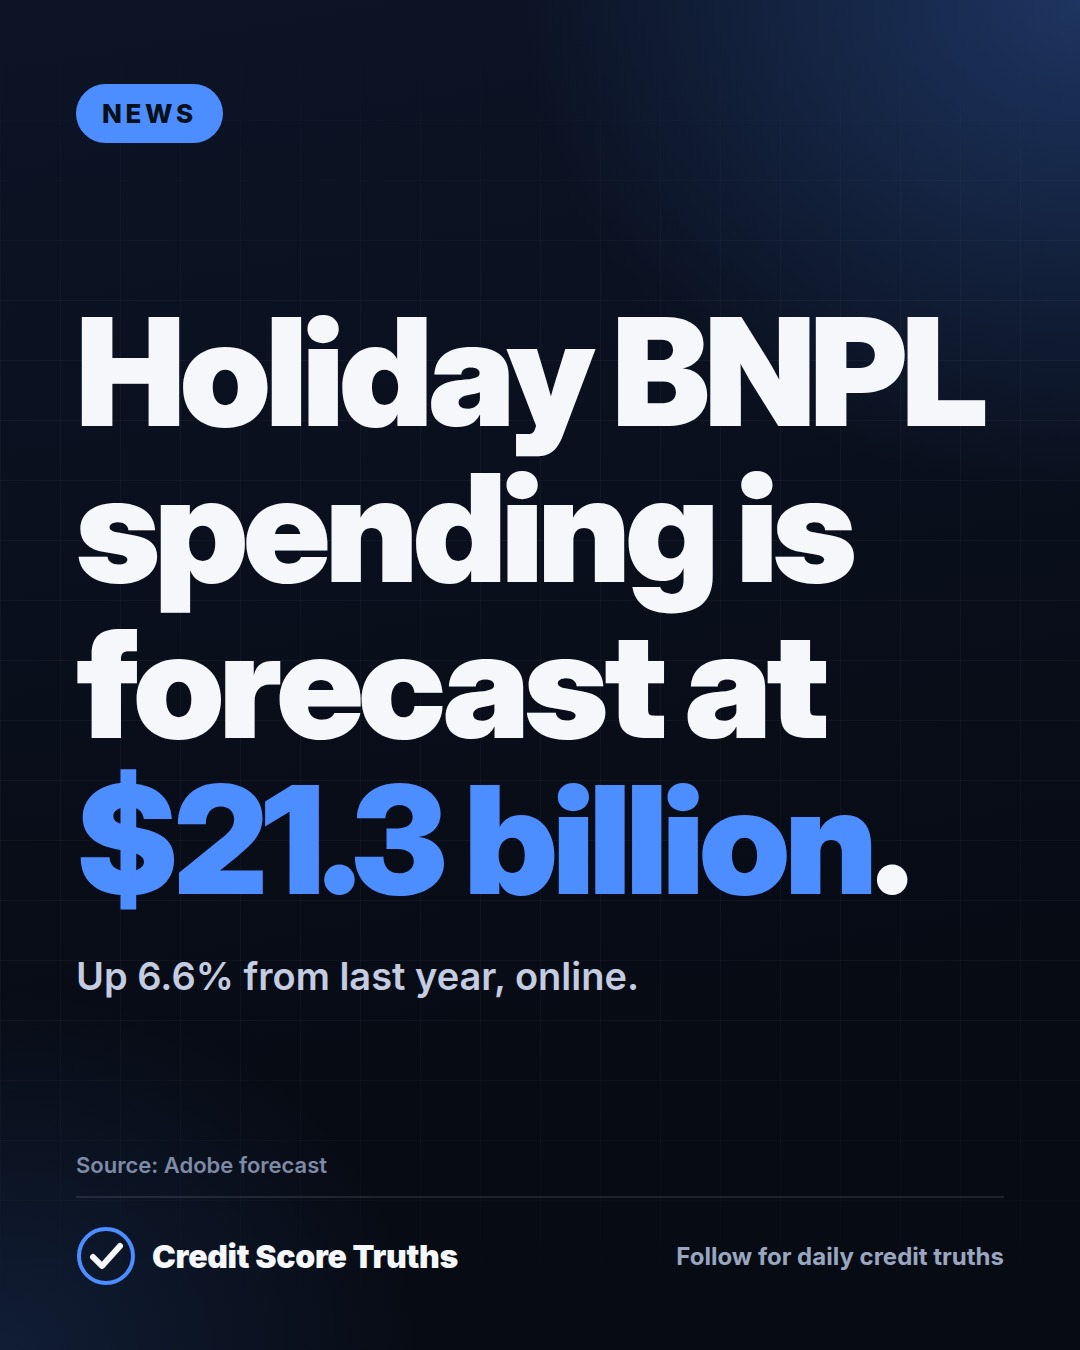 NEWS
Holiday BNPL
spending is
forecast at
$21.3 billion.
Up 6.6% from last year, online.
Source: Adobe forecast
Credit Score Truths
Follow for daily credit truths